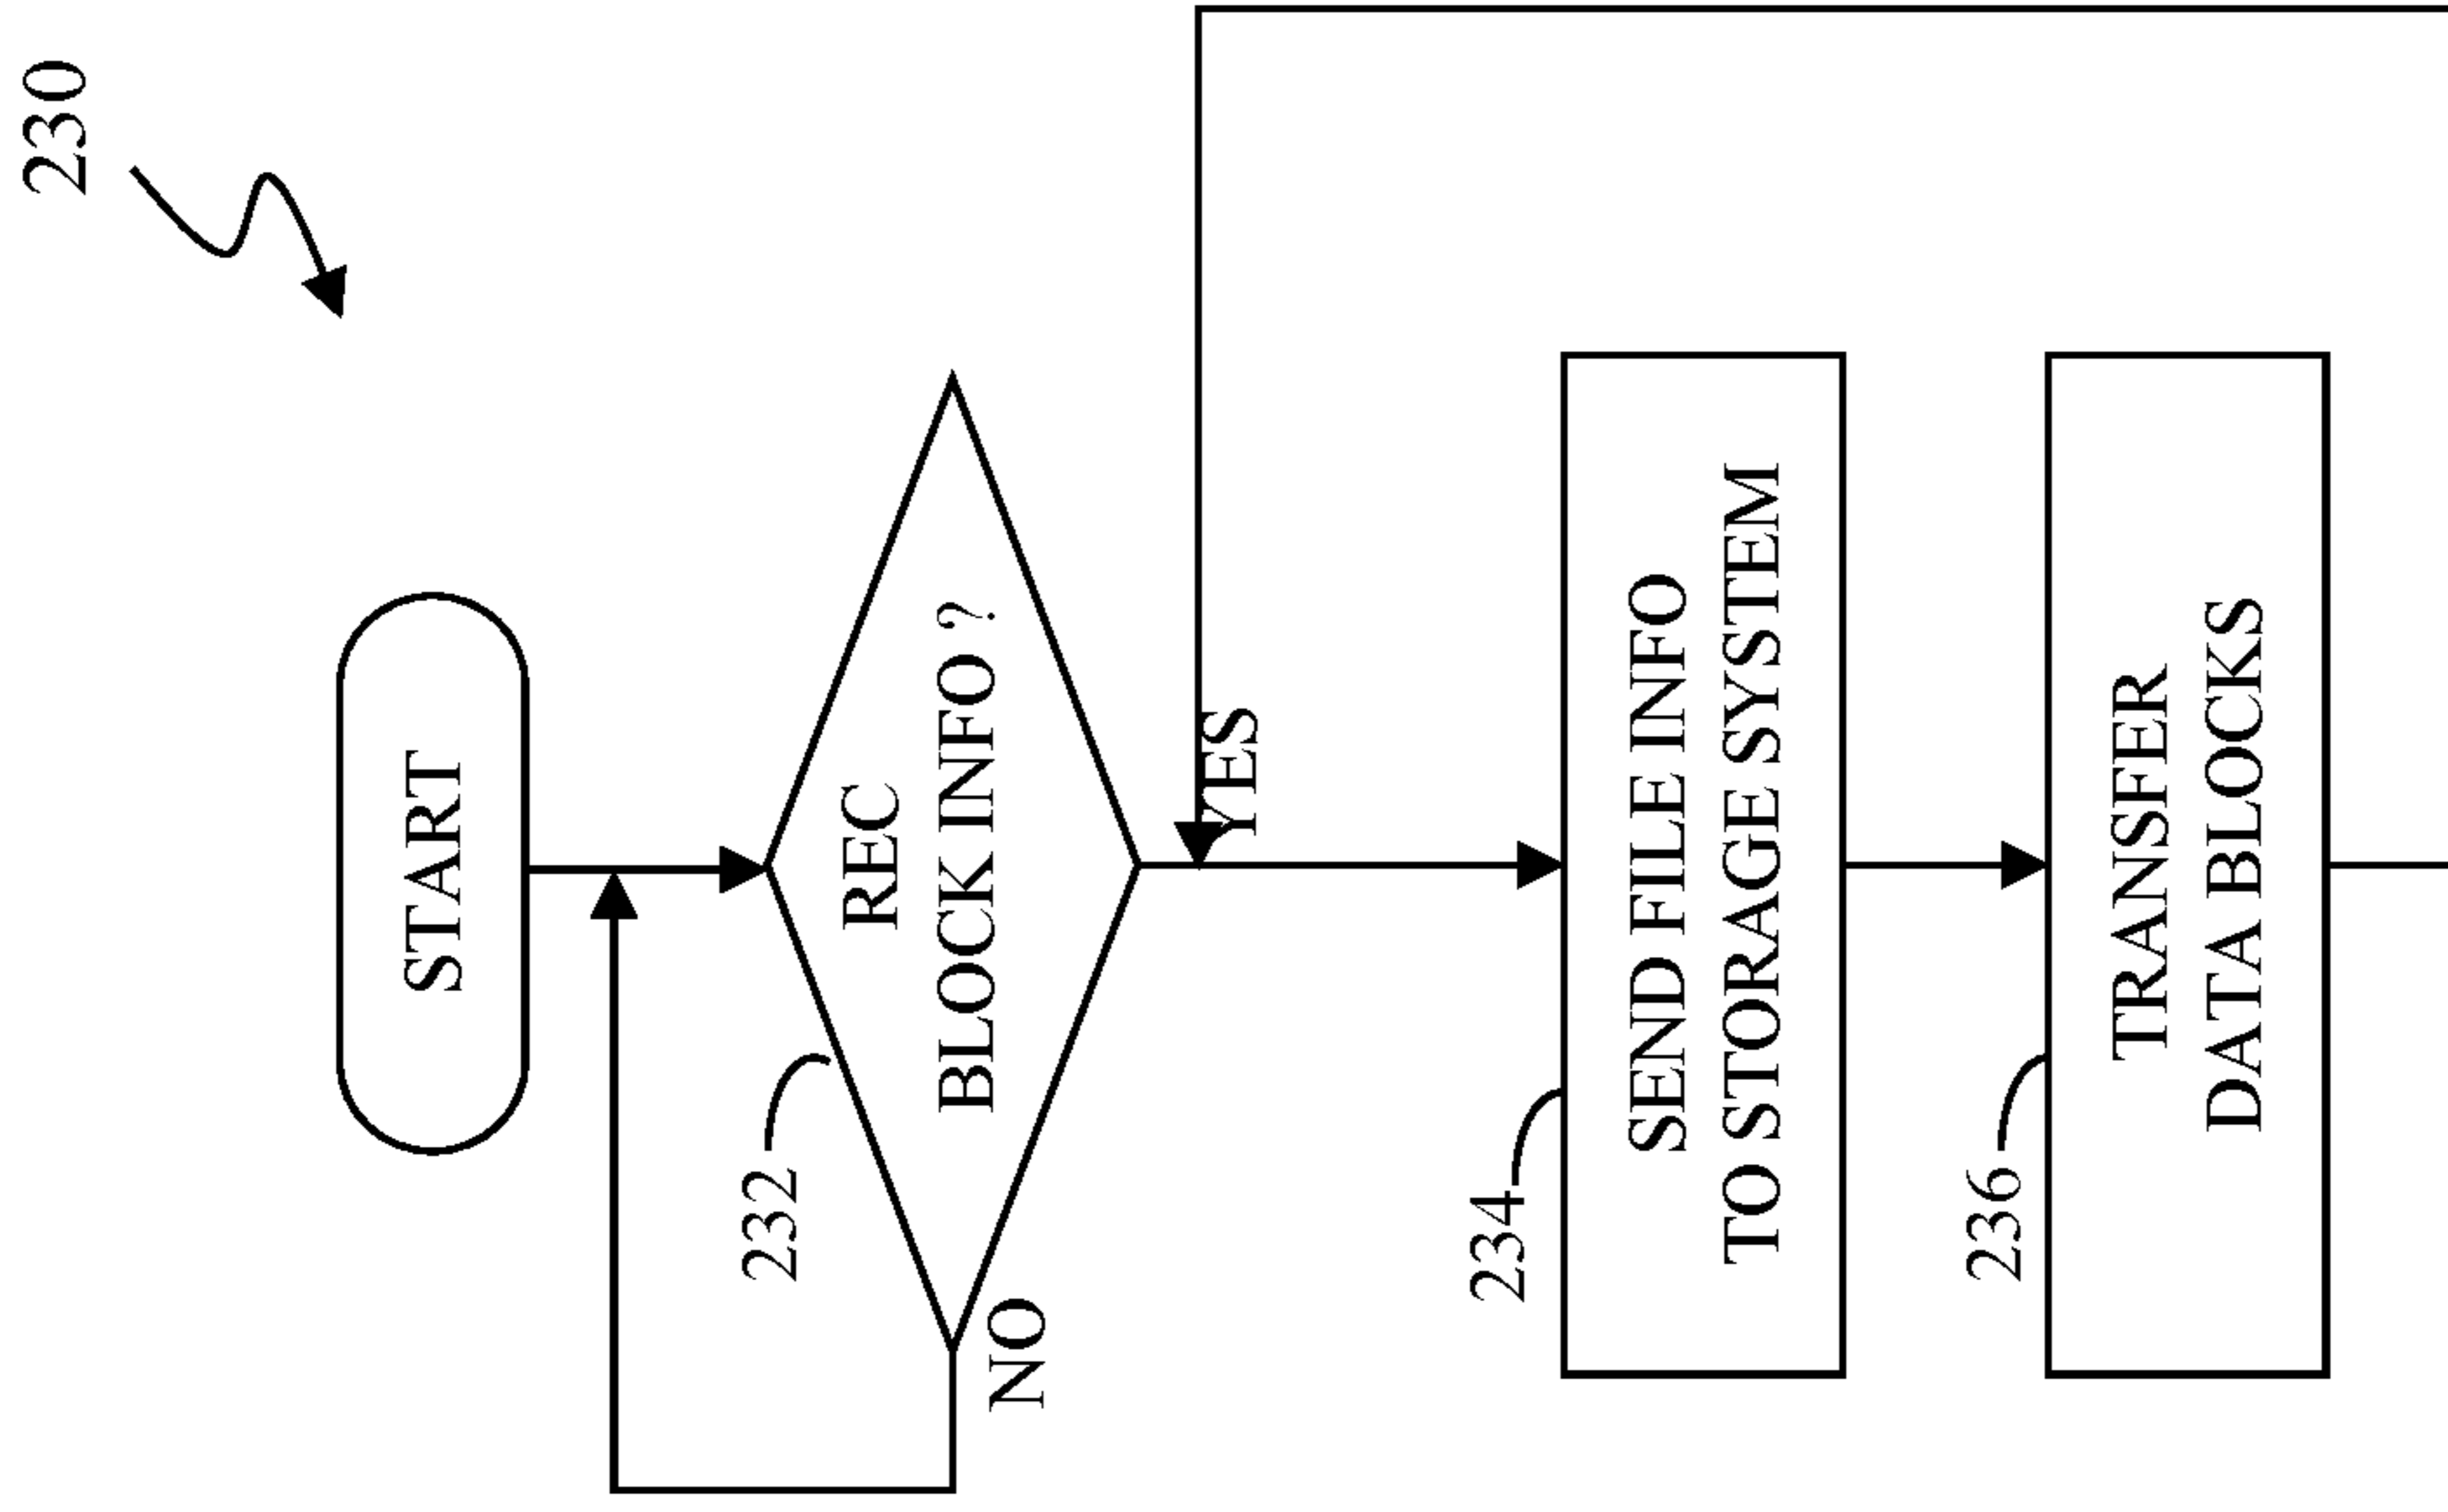 230
START
232
REC
BLOCK INFO ?
NO
YES
234
SEND FILE INFO
TO STORAGE SYSTEM
236
TRANSFER
DATA BLOCKS